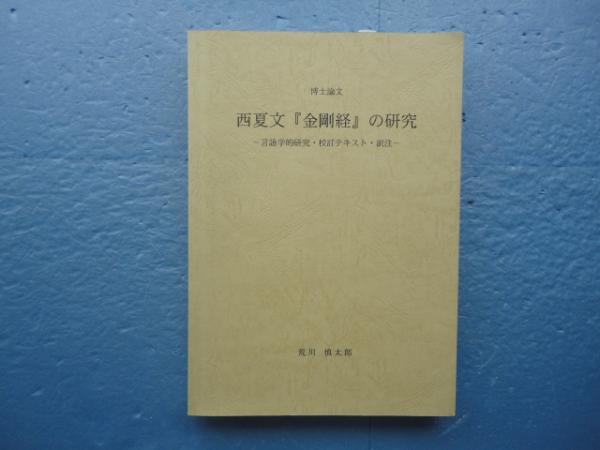 博士論文
西夏文『金剛経』の研究
－言語学的研究・校訂テキスト・訳注－
荒川 慎太郎